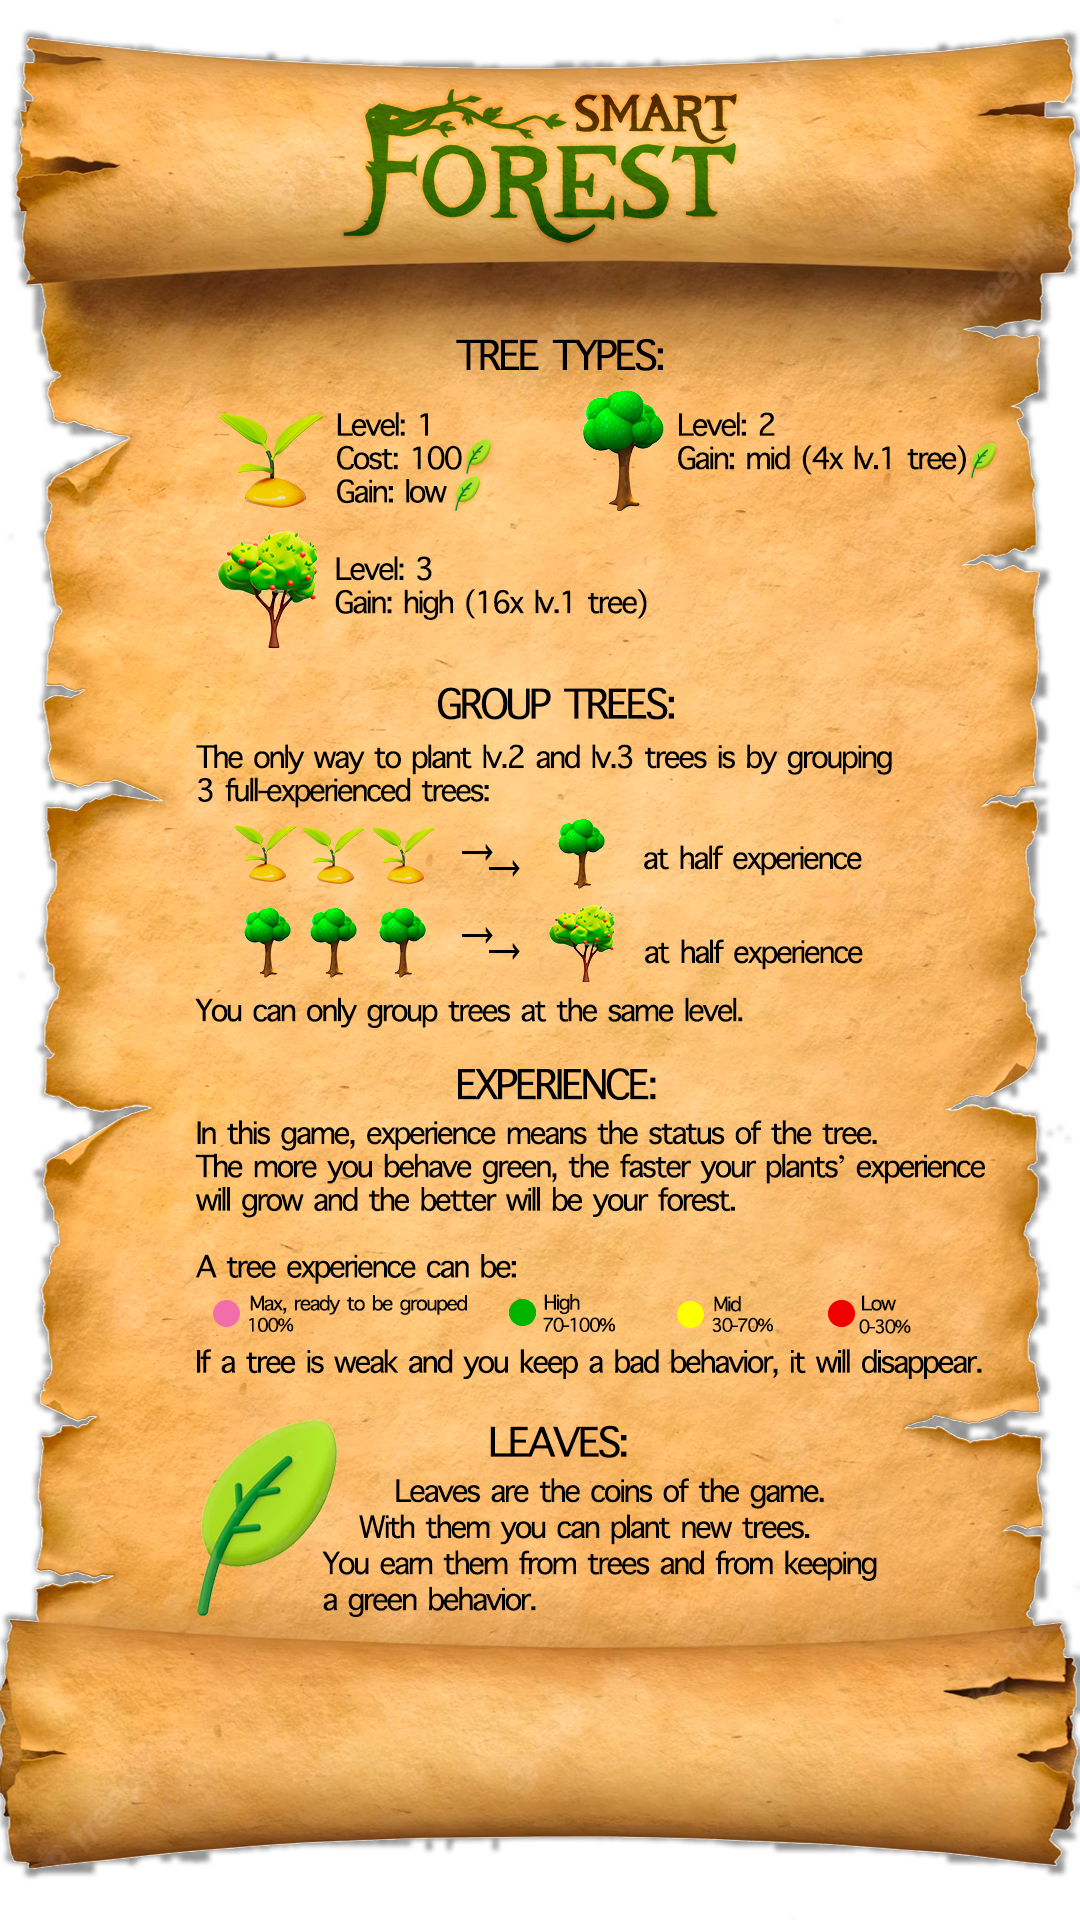 SMART
FOREST
TREE TYPES:
Level: 1
Cost: 100
Gain: low
Level: 2
Gain: mid (4x lv.1 tree)
Level: 3
Gain: high (16x lv.1 tree)
GROUP TREES:
The only way to plant lv.2 and lv.3 trees is by grouping
3 full-experienced trees:
at half experience
at half experience
You can only group trees at the same level.
EXPERIENCE:
In this game, experience means the status of the tree.
The more you behave green, the faster your plants’ experience
will grow and the better will be your forest.
A tree experience can be:
Max, ready to be grouped
100%
High
70-100%
Mid
30-70%
Low
0-30%
If a tree is weak and you keep a bad behavior, it will disappear.
LEAVES:
Leaves are the coins of the game.
With them you can plant new trees.
You earn them from trees and from keeping
a green behavior.